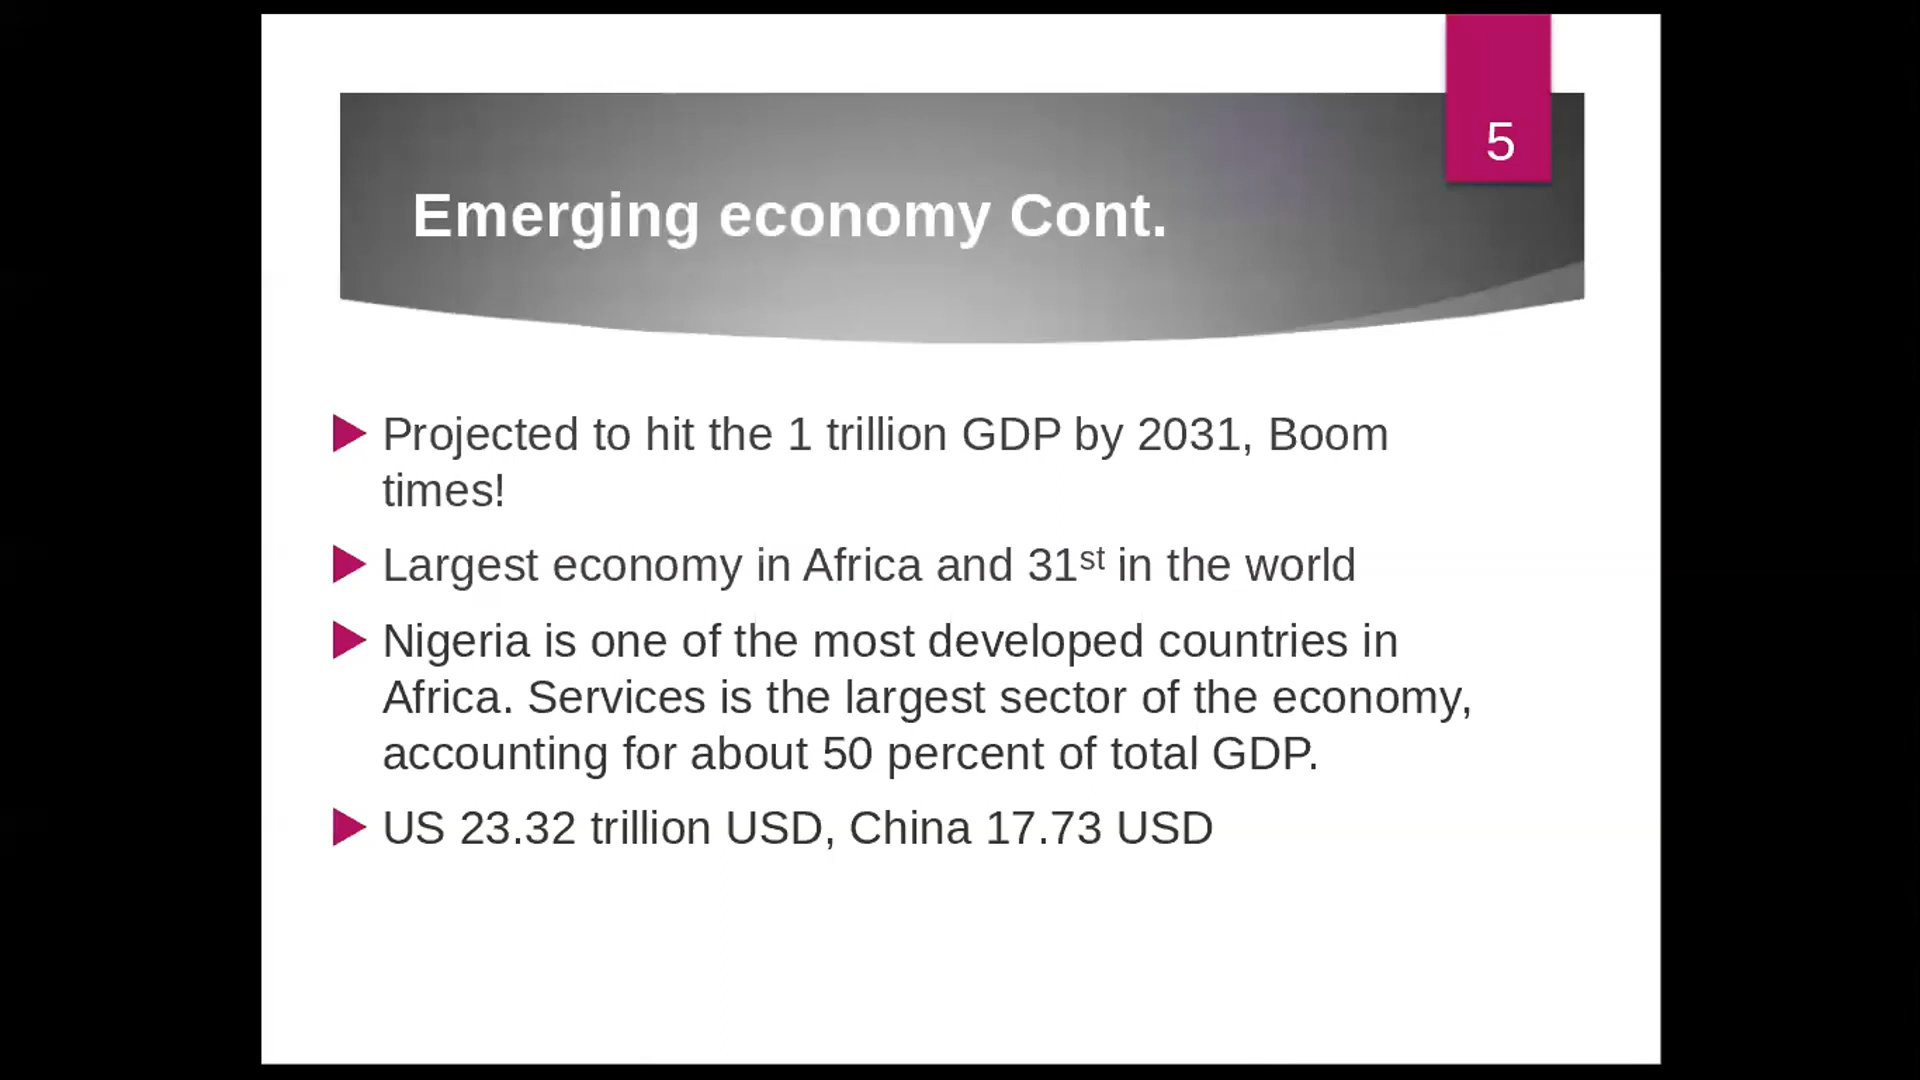 5
Emerging economy Cont.
Projected to hit the 1 trillion GDP by 2031, Boom
times!
Largest economy in Africa and 31st in the world
Nigeria is one of the most developed countries in
Africa. Services is the largest sector of the economy,
accounting for about 50 percent of total GDP.
US 23.32 trillion USD, China 17.73 USD